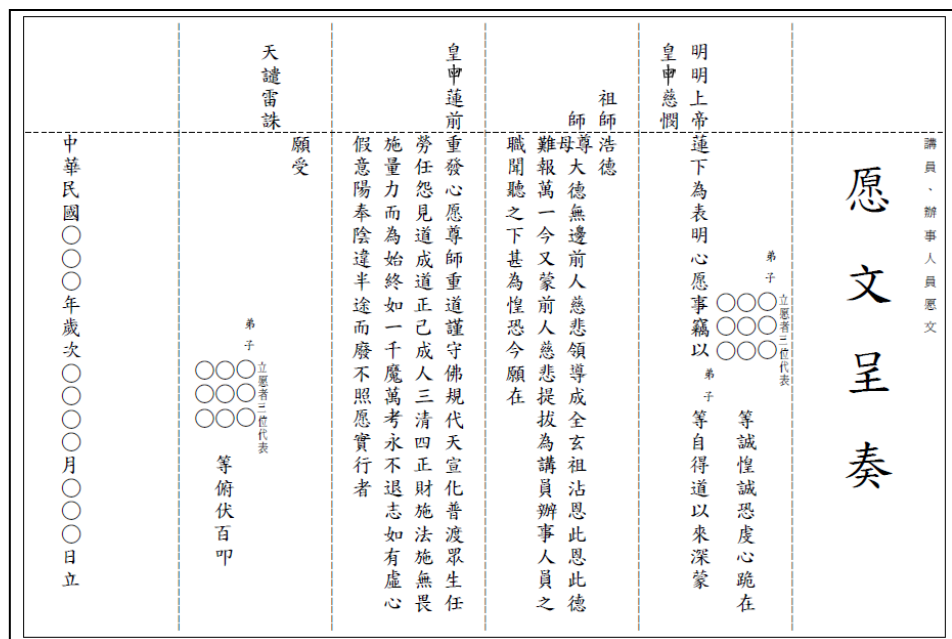 講員、辦事人員愿文
愿文呈奏
弟子
立愿者三位代表
〇〇〇
〇〇〇
〇〇〇
等誠惶誠恐虔心跪在
明明上帝蓮下為表明心愿事竊以
弟子
等自得道以來深蒙
皇申慈憫
祖師浩德
師尊
母
大德無邊前人慈悲領導成全玄祖沾恩此恩此德
難報萬一今又蒙前人慈悲提拔為講員辦事人員之
職聞聽之下甚為惶恐今願在
皇申蓮前重發心愿尊師重道謹守佛規代天宣化普渡眾生任
勞任怨見道成道正己成人三清四正財施法施無畏
施量力而為始終如一千魔萬考永不退志如有虛心
假意陽奉陰違半途而廢不照愿實行者
願受
天譴雷誅
弟子
立愿者三位代表
〇〇〇
〇〇〇
〇〇〇
等俯伏百叩
中華民國〇〇〇年歲次〇〇〇〇月〇〇〇日立